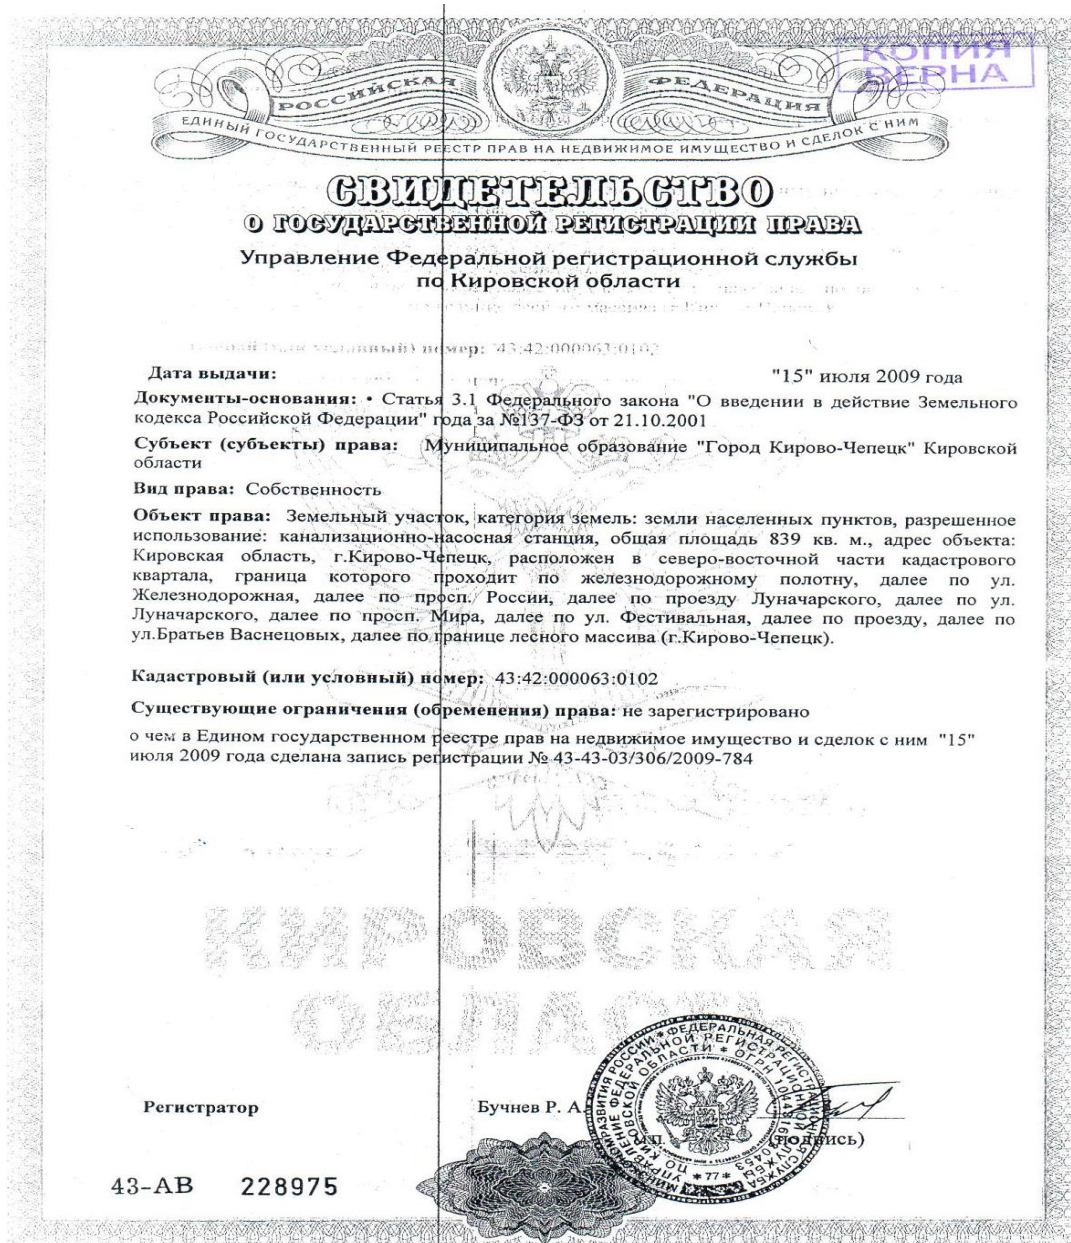 КОПИЯ
ВЕРНА
РОССИЙСКАЯ ФЕДЕРАЦИЯ
ЕДИНЫЙ ГОСУДАРСТВЕННЫЙ РЕЕСТР ПРАВ НА НЕДВИЖИМОЕ ИМУЩЕСТВО И СДЕЛОК С НИМ
СВИДЕТЕЛЬСТВО
О ГОСУДАРСТВЕННОЙ РЕГИСТРАЦИИ ПРАВА
Управление Федеральной регистрационной службы
по Кировской области
номер: 43:42:000063:0102
Дата выдачи: "15" июля 2009 года
Документы-основания: • Статья 3.1 Федерального закона "О введении в действие Земельного
кодекса Российской Федерации" года за №137-ФЗ от 21.10.2001
Субъект (субъекты) права: Муниципальное образование "Город Кирово-Чепецк" Кировской
области
Вид права: Собственность
Объект права: Земельный участок, категория земель: земли населенных пунктов, разрешенное
использование: канализационно-насосная станция, общая площадь 839 кв. м., адрес объекта:
Кировская область, г.Кирово-Чепецк, расположен в северо-восточной части кадастрового
квартала, граница которого проходит по железнодорожному полотну, далее по ул.
Железнодорожная, далее по просп. России, далее по проезду Луначарского, далее по ул.
Луначарского, далее по просп. Мира, далее по ул. Фестивальная, далее по проезду, далее по
ул.Братьев Васнецовых, далее по границе лесного массива (г.Кирово-Чепецк).
Кадастровый (или условный) номер: 43:42:000063:0102
Существующие ограничения (обременения) права: не зарегистрировано
о чем в Едином государственном реестре прав на недвижимое имущество и сделок с ним "15"
июля 2009 года сделана запись регистрации № 43-43-03/306/2009-784
КИРОВСКАЯ
ОБЛАСТЬ
Регистратор Бучнев Р. А.
(подпись)
43-АВ 228975